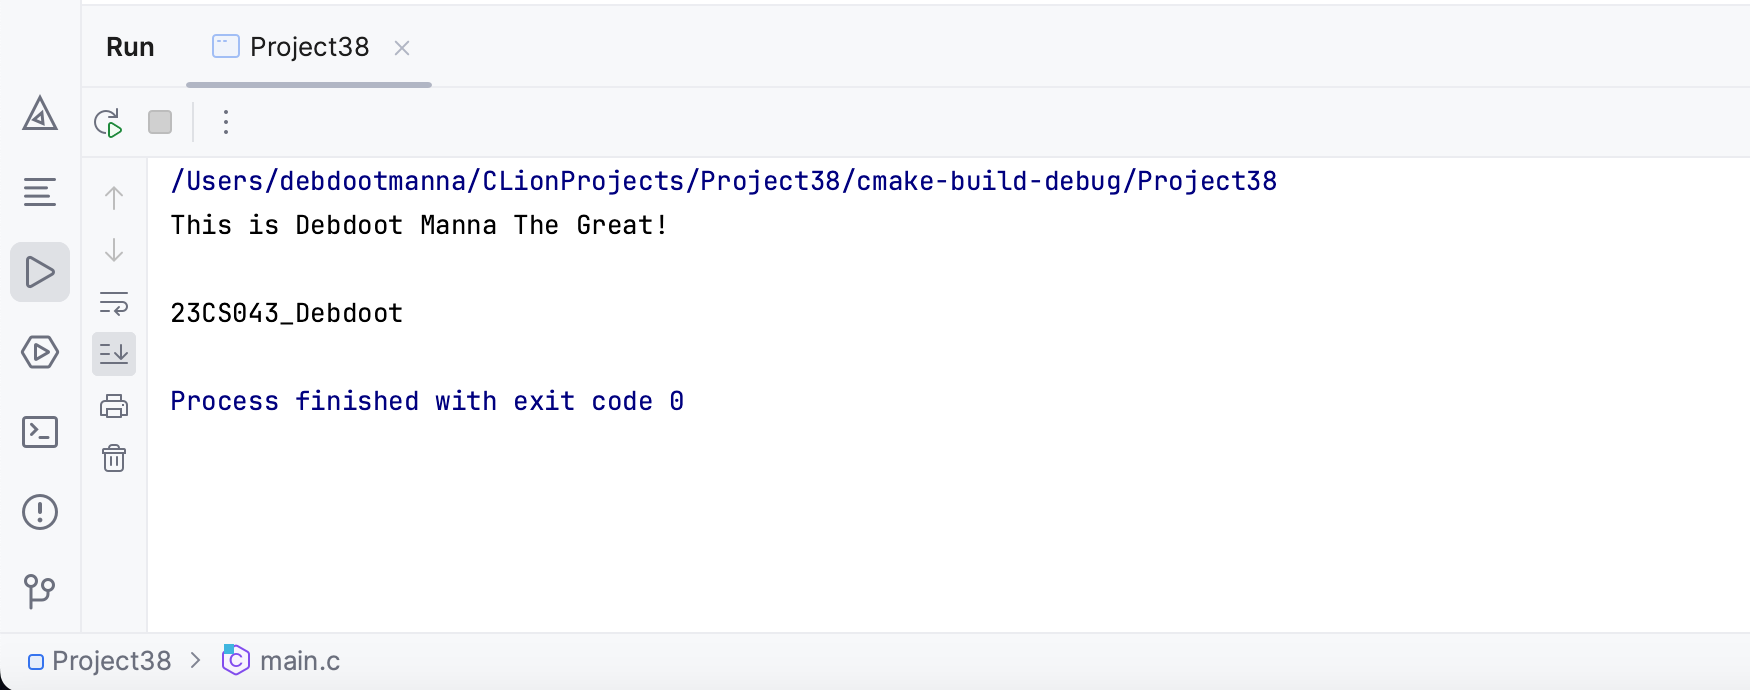 Run Project38
/Users/debdootmanna/CLionProjects/Project38/cmake-build-debug/Project38
This is Debdoot Manna The Great!
23CS043_Debdoot
Process finished with exit code 0
Project38 > main.c